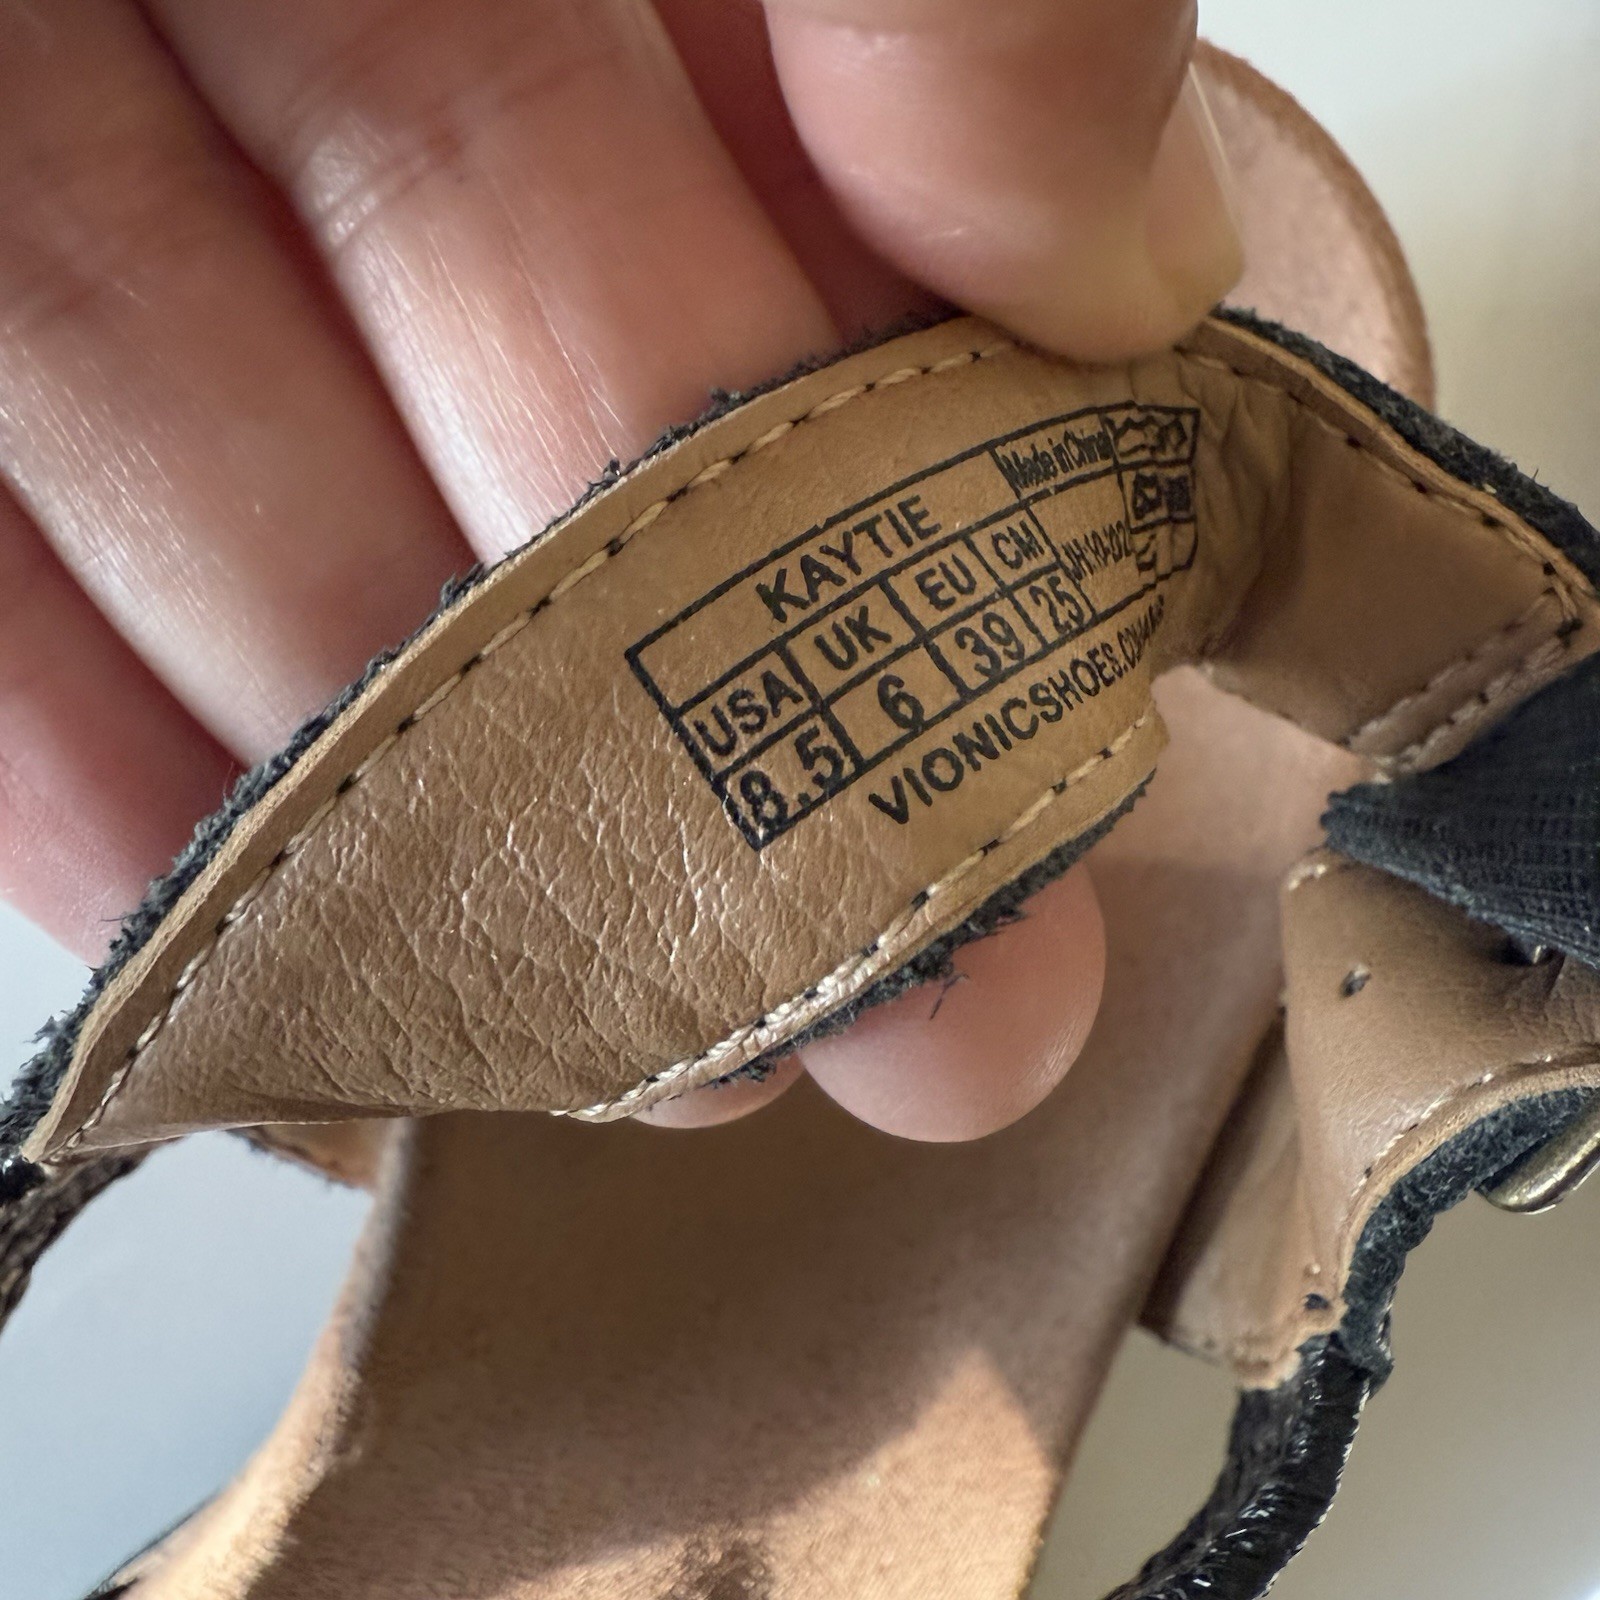 KAYTIE Made in China
USA UK EU CM
8.5 6 39 25
VIONICSHOES.COM